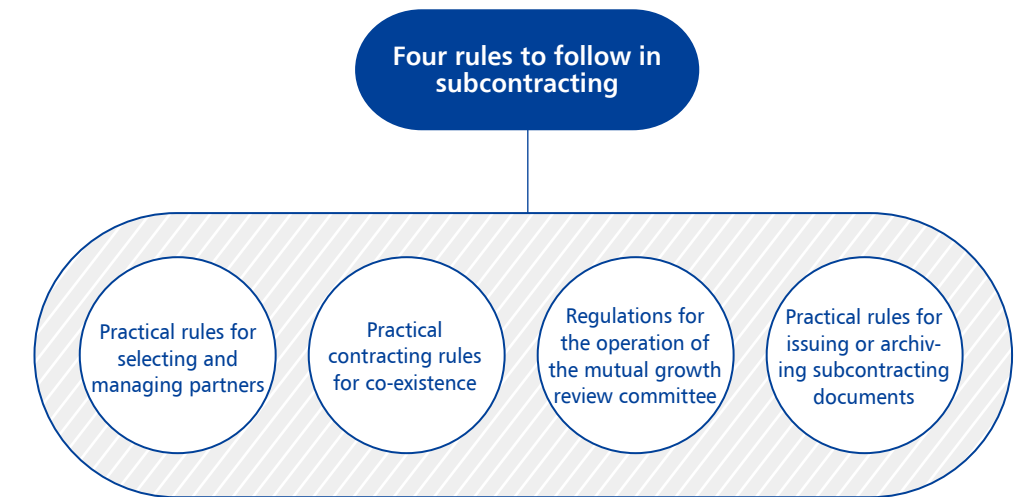 Four rules to follow in
subcontracting
Practical rules for
selecting and
managing partners
Practical
contracting rules
for co-existence
Regulations for
the operation of
the mutual growth
review committee
Practical rules for
issuing or archiv-
ing subcontracting
documents